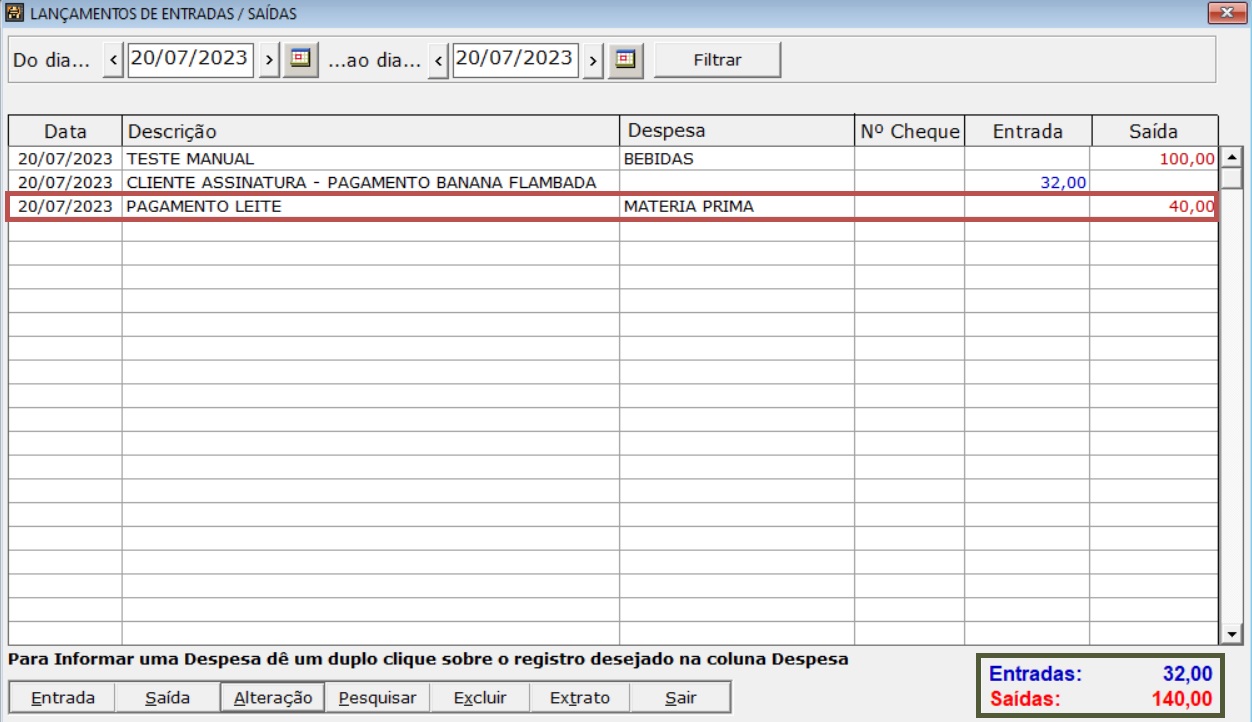 LANÇAMENTOS DE ENTRADAS / SAÍDAS
Do dia... < 20/07/2023 > ...ao dia... < 20/07/2023 > Filtrar
Data Descrição Despesa Nº Cheque Entrada Saída
20/07/2023 TESTE MANUAL BEBIDAS 100,00
20/07/2023 CLIENTE ASSINATURA - PAGAMENTO BANANA FLAMBADA 32,00
20/07/2023 PAGAMENTO LEITE MATERIA PRIMA 40,00
Para Informar uma Despesa dê um duplo clique sobre o registro desejado na coluna Despesa
Entradas: 32,00
Saídas: 140,00
Entrada Saída Alteração Pesquisar Excluir Extrato Sair